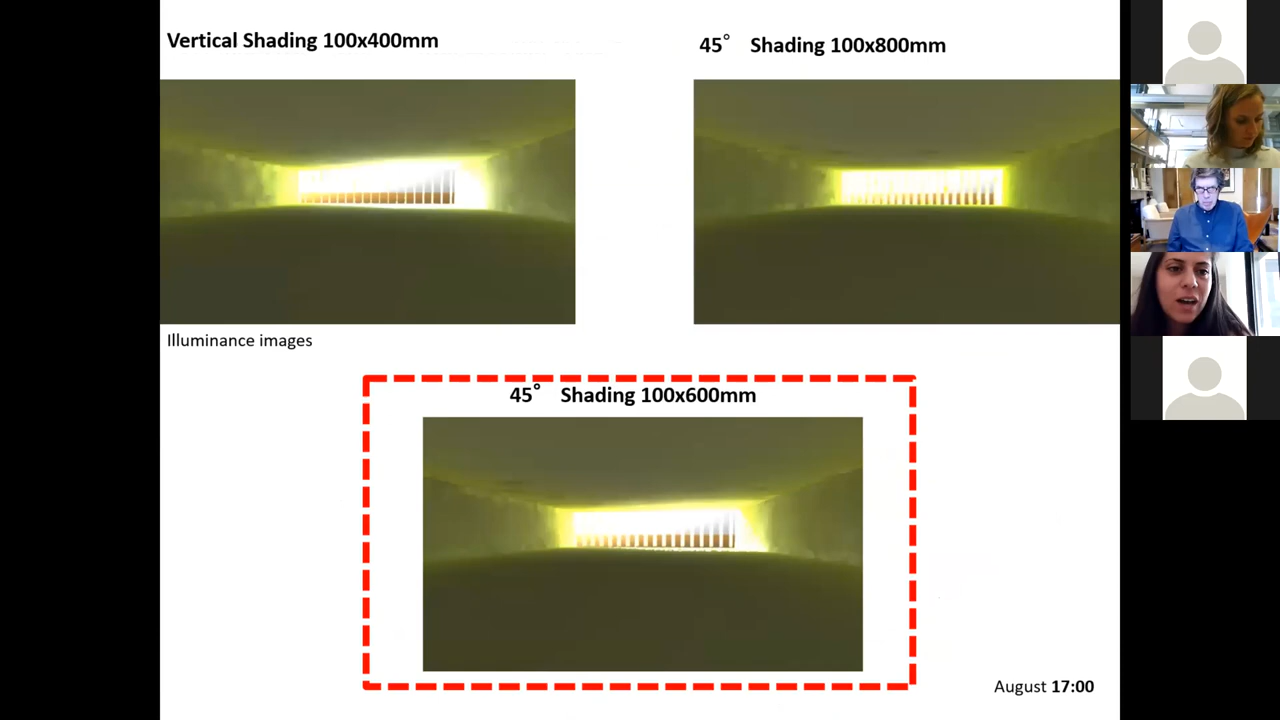 Vertical Shading 100x400mm
45° Shading 100x800mm
Illuminance images
45° Shading 100x600mm
August 17:00